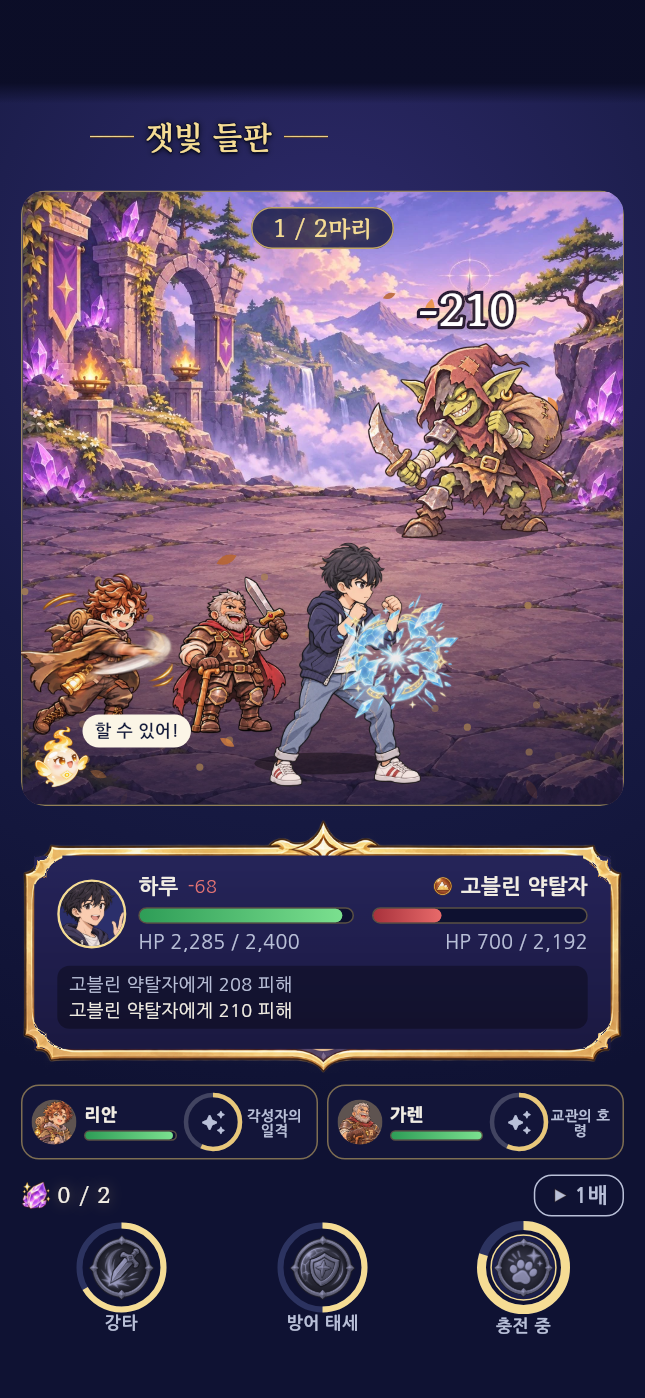 잿빛 들판
1 / 2마리
-210
할 수 있어!
하루 -68
고블린 약탈자
HP 2,285 / 2,400
HP 700 / 2,192
고블린 약탈자에게 208 피해
고블린 약탈자에게 210 피해
리안
각성자의
일격
가렌
교관의 호
령
0 / 2
▶ 1배
강타
방어 태세
충전 중